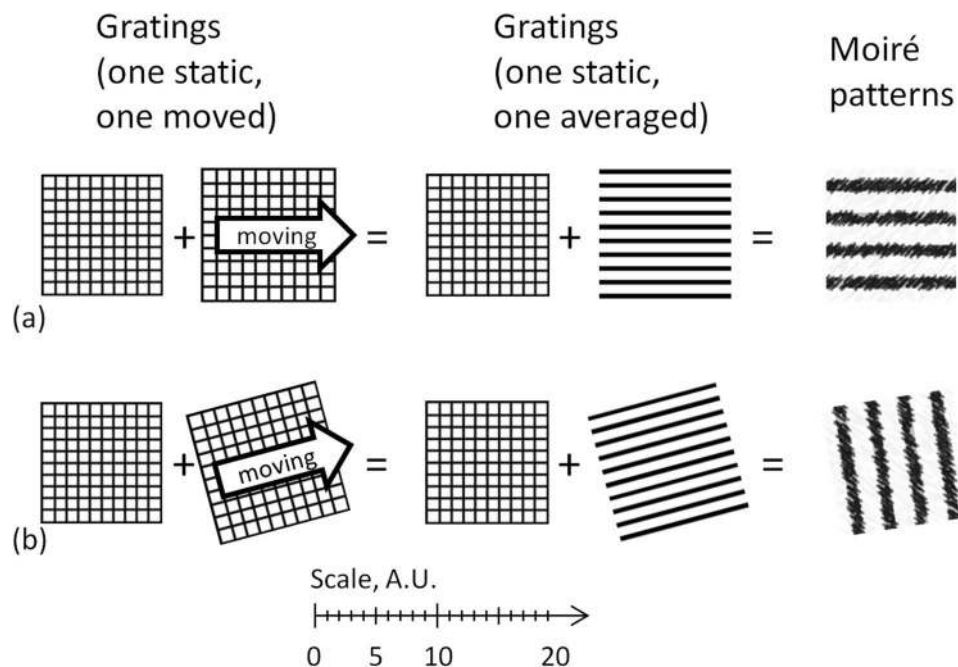 Gratings
(one static,
one moved)
Gratings
(one static,
one averaged)
Moiré
patterns
+ moving = + =
(a)
+ moving = + =
(b)
Scale, A.U.
0 5 10 20